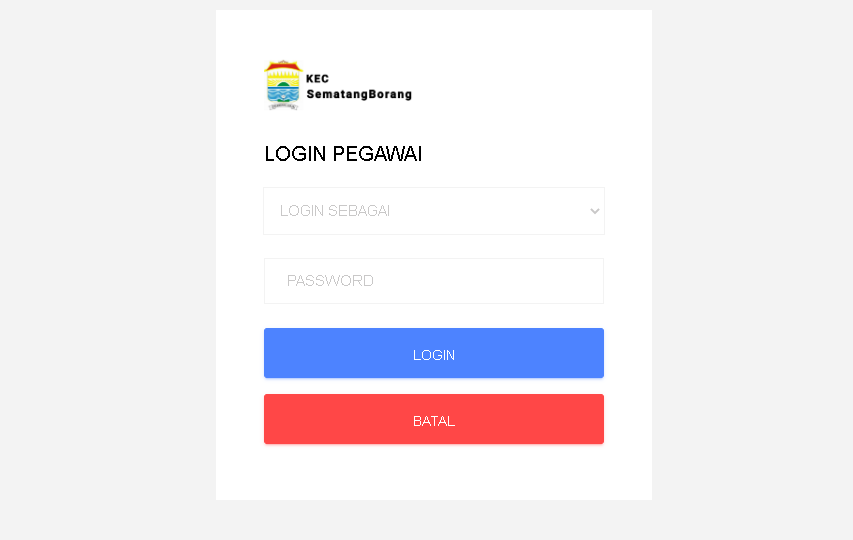 KEC
SematangBorang
LOGIN PEGAWAI
LOGIN SEBAGAI
PASSWORD
LOGIN
BATAL